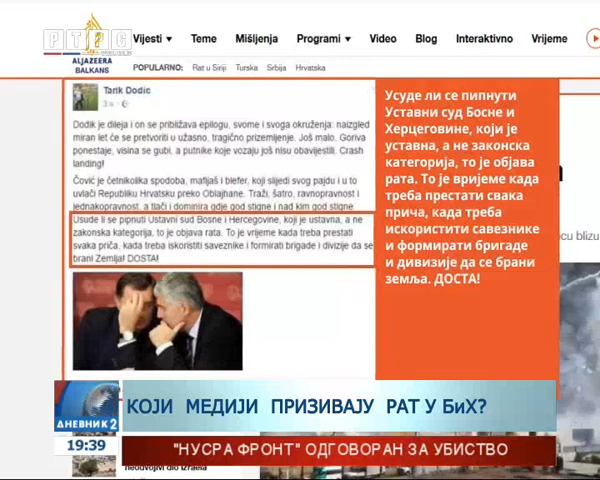 РТРС
ALJAZEERA
BALKANS
Vijesti Teme Mišljenja Programi Video Blog Interaktivno Vrijeme
POPULARNO: Rat u Siriji Turska Srbija Hrvatska
Tarik Dodic
Dodik je dileja i on se približava epilogu, svome i svoga okruženja: naizgled
miran let će se pretvoriti u užasno, tragično prizemljenje. Još malo. Goriva
ponestaje, visina se gubi, a putnike koje vozaju još nisu obavijestili. Crash
landing!
Čović je četnikolika spodoba, mafijaš i blefer, koji slijedi svog pajdu i u to
uvlači Republiku Hrvatsku preko Oblajhane. Traži, šatro, ravnopravnost i
jednakopravnost, a tlači i dominira gdje god stigne i nad kim god stigne
Usude li se pipnuti Ustavni sud Bosne i Hercegovine, koji je ustavna, a ne
zakonska kategorija, to je objava rata. To je vrijeme kada treba prestati
svaka priča, kada treba iskoristiti saveznike i formirati brigade i divizije da se
brani Zemlja! DOSTA!
Усуде ли се пипнути
Уставни суд Босне и
Херцеговине, који је
уставна, а не законска
категорија, то је објава
рата. То је вријеме када
треба престати свака
прича, када треба
искористити савезнике
и формирати бригаде
и дивизије да се брани
земља. ДОСТА!
ecu blizu
КОЈИ МЕДИЈИ ПРИЗИВАЈУ РАТ У БиХ?
ДНЕВНИК 2
19:39
"НУСРА ФРОНТ" ОДГОВОРАН ЗА УБИСТВО
neodvojivi dio Izraela